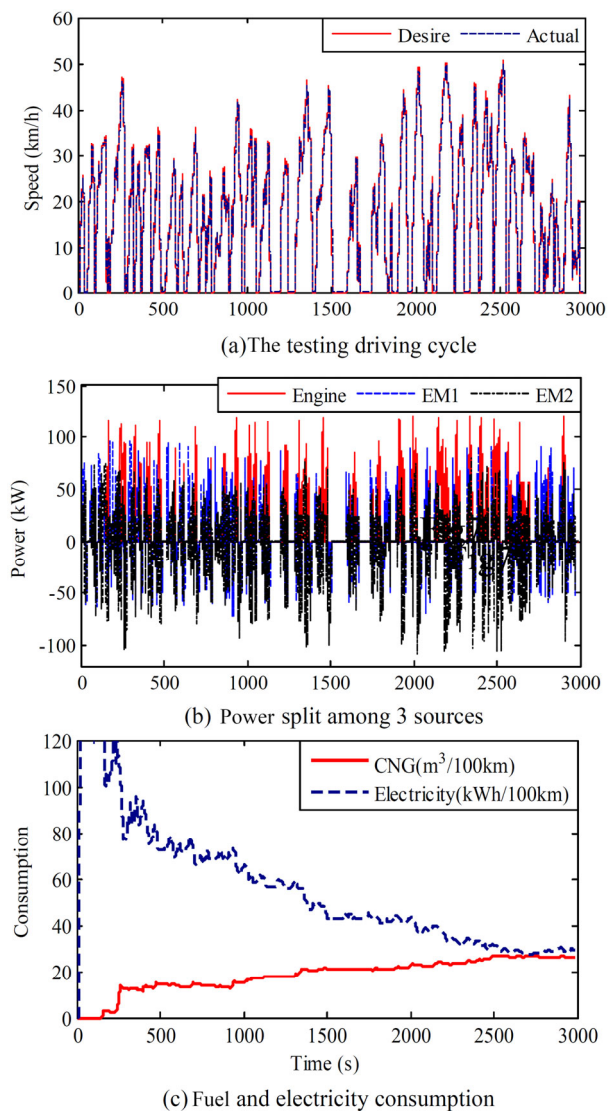 Desire Actual
60
50
40
30
20
10
0
Speed (km/h)
0 500 1000 1500 2000 2500 3000
(a)The testing driving cycle
150
Engine EM1 EM2
100
50
0
-50
-100
Power (kW)
0 500 1000 1500 2000 2500 3000
(b) Power split among 3 sources
120
CNG(m³/100km)
Electricity(kWh/100km)
100
80
60
40
20
0
Consumption
0 500 1000 1500 2000 2500 3000
Time (s)
(c) Fuel and electricity consumption